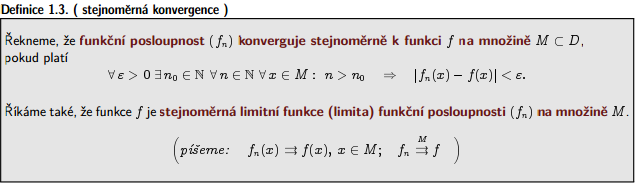 Definice 1.3. ( stejnoměrná konvergence )
Řekneme, že funkční posloupnost (fₙ) konverguje stejnoměrně k funkci f na množině M ⊂ D,
pokud platí
∀ ε > 0 ∃ n₀ ∈ ℕ ∀ n ∈ ℕ ∀ x ∈ M : n > n₀ ⇒ |fₙ(x) − f(x)| < ε.
Říkáme také, že funkce f je stejnoměrná limitní funkce (limita) funkční posloupnosti (fₙ) na množině M.
( píšeme: fₙ(x) ⇉ f(x), x ∈ M; fₙ ⇉ᴹ f )